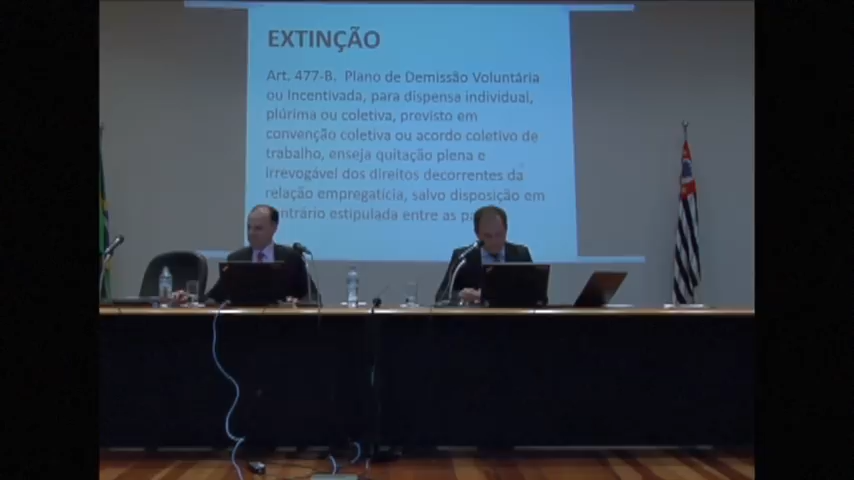 EXTINÇÃO
Art. 477-B. Plano de Demissão Voluntária
ou Incentivada, para dispensa individual,
plúrima ou coletiva, previsto em
convenção coletiva ou acordo coletivo de
trabalho, enseja quitação plena e
irrevogável dos direitos decorrentes da
relação empregatícia, salvo disposição em
estipulada entre as